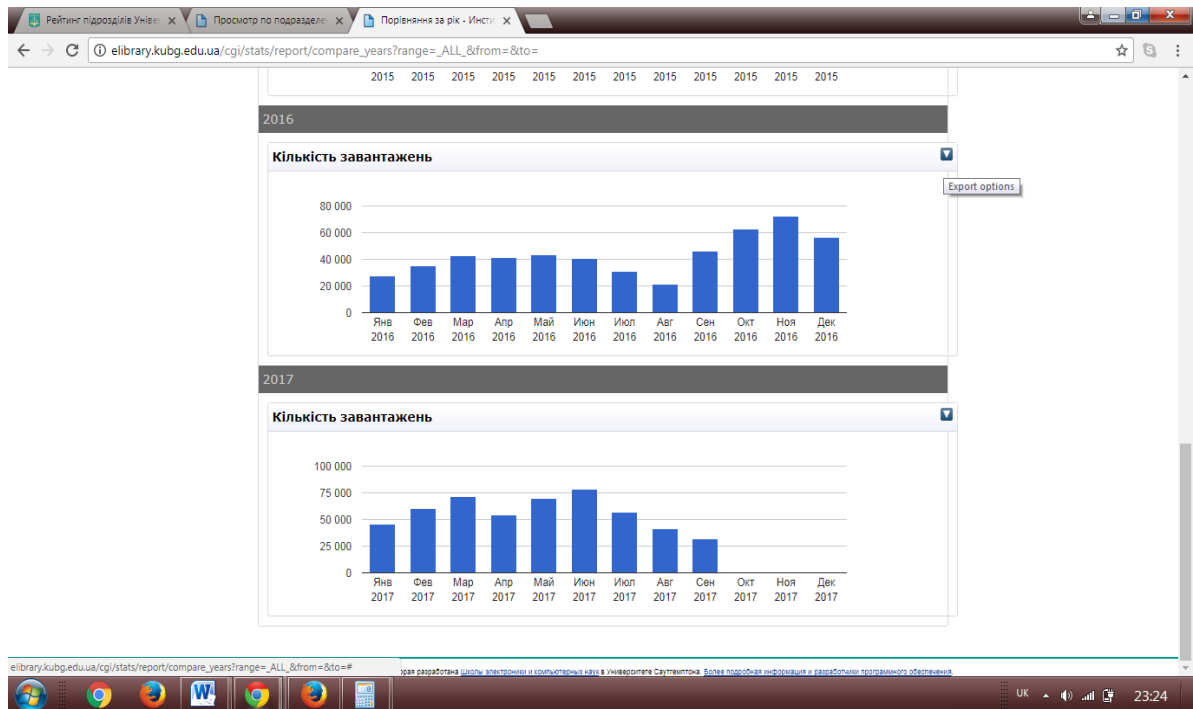 Рейтинг підрозділів Уніве
Просмотр по подразделе
Порівняння за рік - Инсти
elibrary.kubg.edu.ua/cgi/stats/report/compare_years?range=_ALL_&from=&to=
2015 2015 2015 2015 2015 2015 2015 2015 2015 2015 2015 2015
2016
Кількість завантажень
Export options
80 000
60 000
40 000
20 000
0
Янв Фев Мар Апр Май Июн Июл Авг Сен Окт Ноя Дек
2016 2016 2016 2016 2016 2016 2016 2016 2016 2016 2016 2016
2017
Кількість завантажень
100 000
75 000
50 000
25 000
0
Янв Фев Мар Апр Май Июн Июл Авг Сен Окт Ноя Дек
2017 2017 2017 2017 2017 2017 2017 2017 2017 2017 2017 2017
elibrary.kubg.edu.ua/cgi/stats/report/compare_years?range=_ALL_&from=&to=#
разработана Школы электроники и компьютерных наук в Университете Саутгемптона. Более подробная информация и разработчики программного обеспечения.
UK 23:24